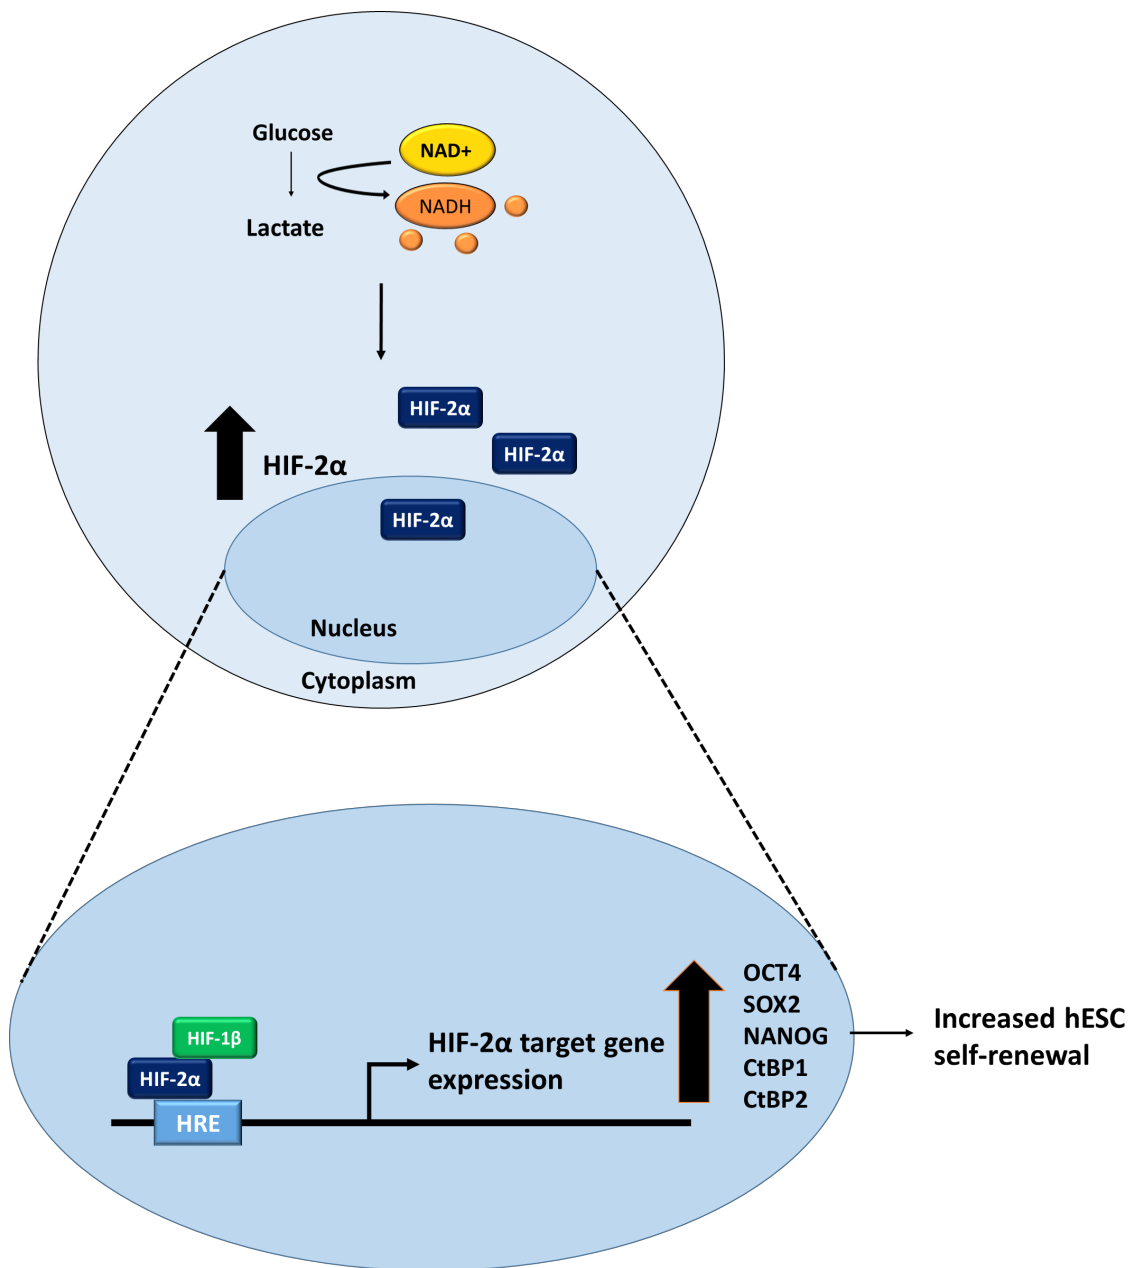 Glucose
NAD+
NADH
Lactate
HIF-2α
HIF-2α
HIF-2α
HIF-2α
Nucleus
Cytoplasm
OCT4
SOX2
NANOG
CtBP1
CtBP2
Increased hESC
self-renewal
HIF-1β
HIF-2α
HRE
HIF-2α target gene
expression